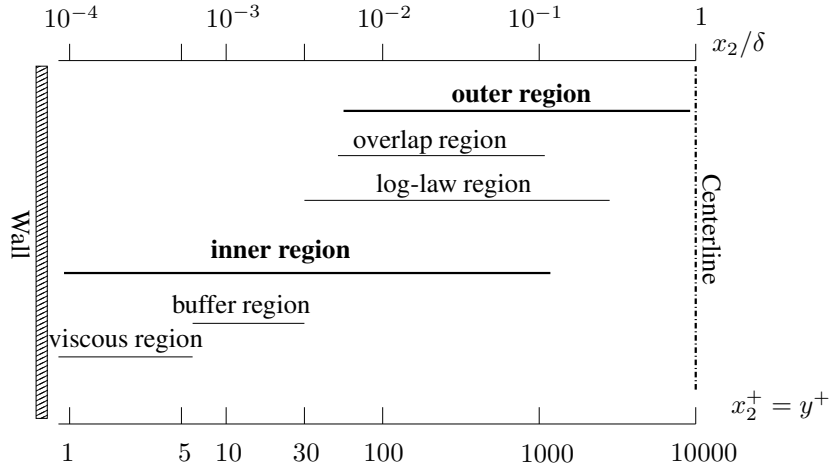 10⁻⁴ 10⁻³ 10⁻² 10⁻¹ 1
x₂/δ
outer region
overlap region
log-law region
Wall
Centerline
inner region
buffer region
viscous region
x₂⁺ = y⁺
1 5 10 30 100 1000 10000